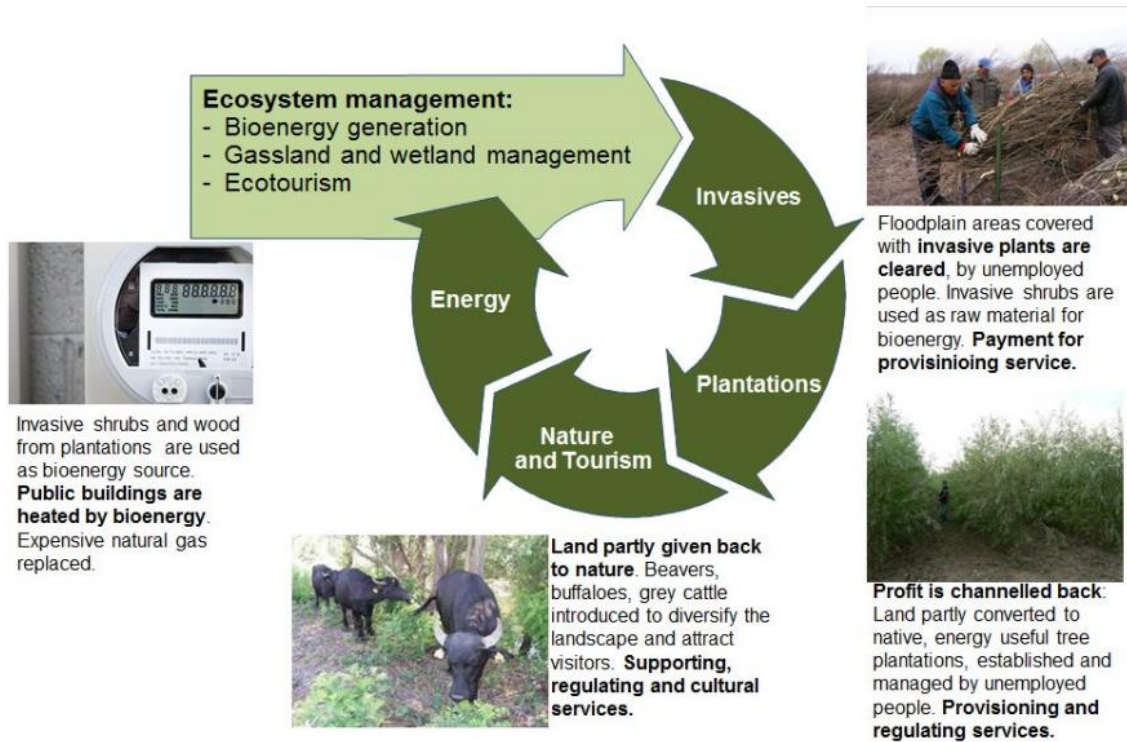 Ecosystem management:
- Bioenergy generation
- Gassland and wetland management
- Ecotourism
Invasives
Plantations
Nature
and Tourism
Energy
Floodplain areas covered
with invasive plants are
cleared, by unemployed
people. Invasive shrubs are
used as raw material for
bioenergy. Payment for
provisinioing service.
Profit is channelled back:
Land partly converted to
native, energy useful tree
plantations, established and
managed by unemployed
people. Provisioning and
regulating services.
Land partly given back
to nature. Beavers,
buffaloes, grey cattle
introduced to diversify the
landscape and attract
visitors. Supporting,
regulating and cultural
services.
Invasive shrubs and wood
from plantations are used
as bioenergy source.
Public buildings are
heated by bioenergy.
Expensive natural gas
replaced.